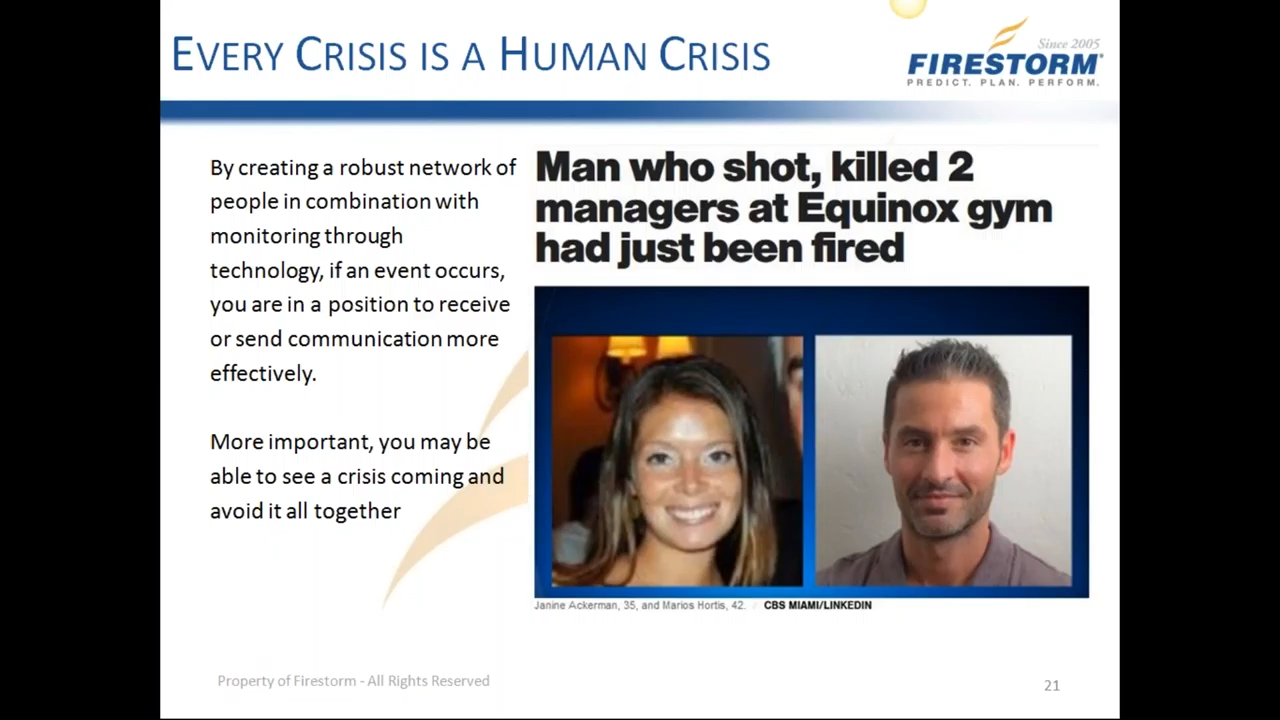 EVERY CRISIS IS A HUMAN CRISIS
Since 2005
FIRESTORM
PREDICT. PLAN. PERFORM.
By creating a robust network of
people in combination with
monitoring through
technology, if an event occurs,
you are in a position to receive
or send communication more
effectively.
More important, you may be
able to see a crisis coming and
avoid it all together
Man who shot, killed 2
managers at Equinox gym
had just been fired
Janine Ackerman, 35, and Marios Hortis, 42. / CBS MIAMI/LINKEDIN
Property of Firestorm - All Rights Reserved
21